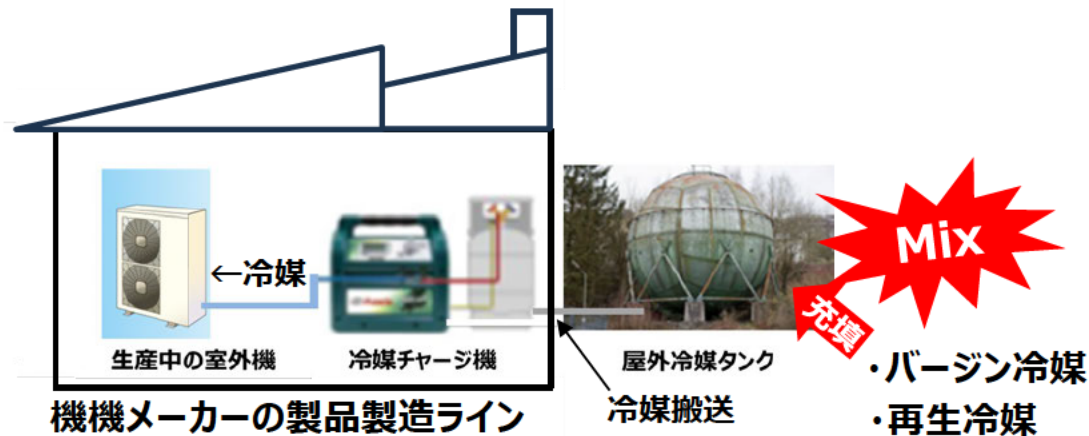 Mix
←冷媒
充填
生産中の室外機
冷媒チャージ機
屋外冷媒タンク
・バージン冷媒
・再生冷媒
冷媒搬送
機機メーカーの製品製造ライン